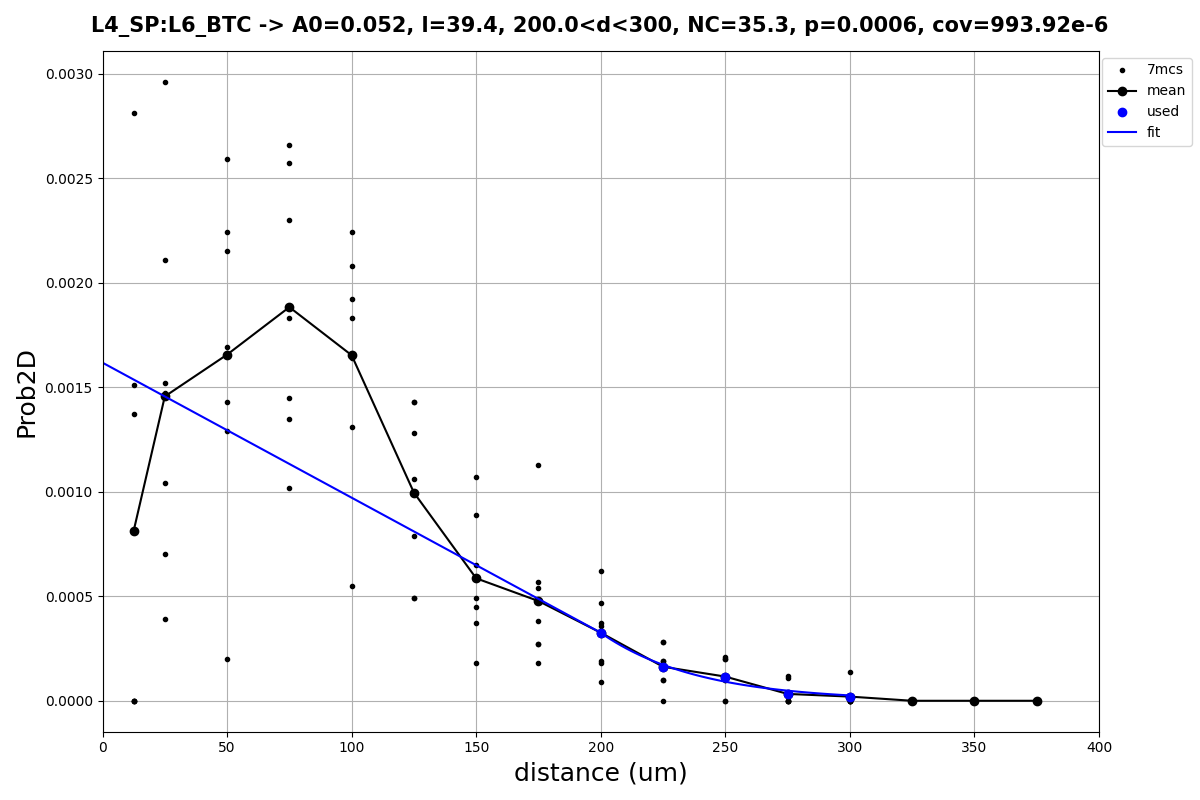 L4_SP:L6_BTC -> A0=0.052, l=39.4, 200.0<d<300, NC=35.3, p=0.0006, cov=993.92e-6
7mcs
mean
used
fit
Prob2D
0.0030
0.0025
0.0020
0.0015
0.0010
0.0005
0.0000
0 50 100 150 200 250 300 350 400
distance (um)